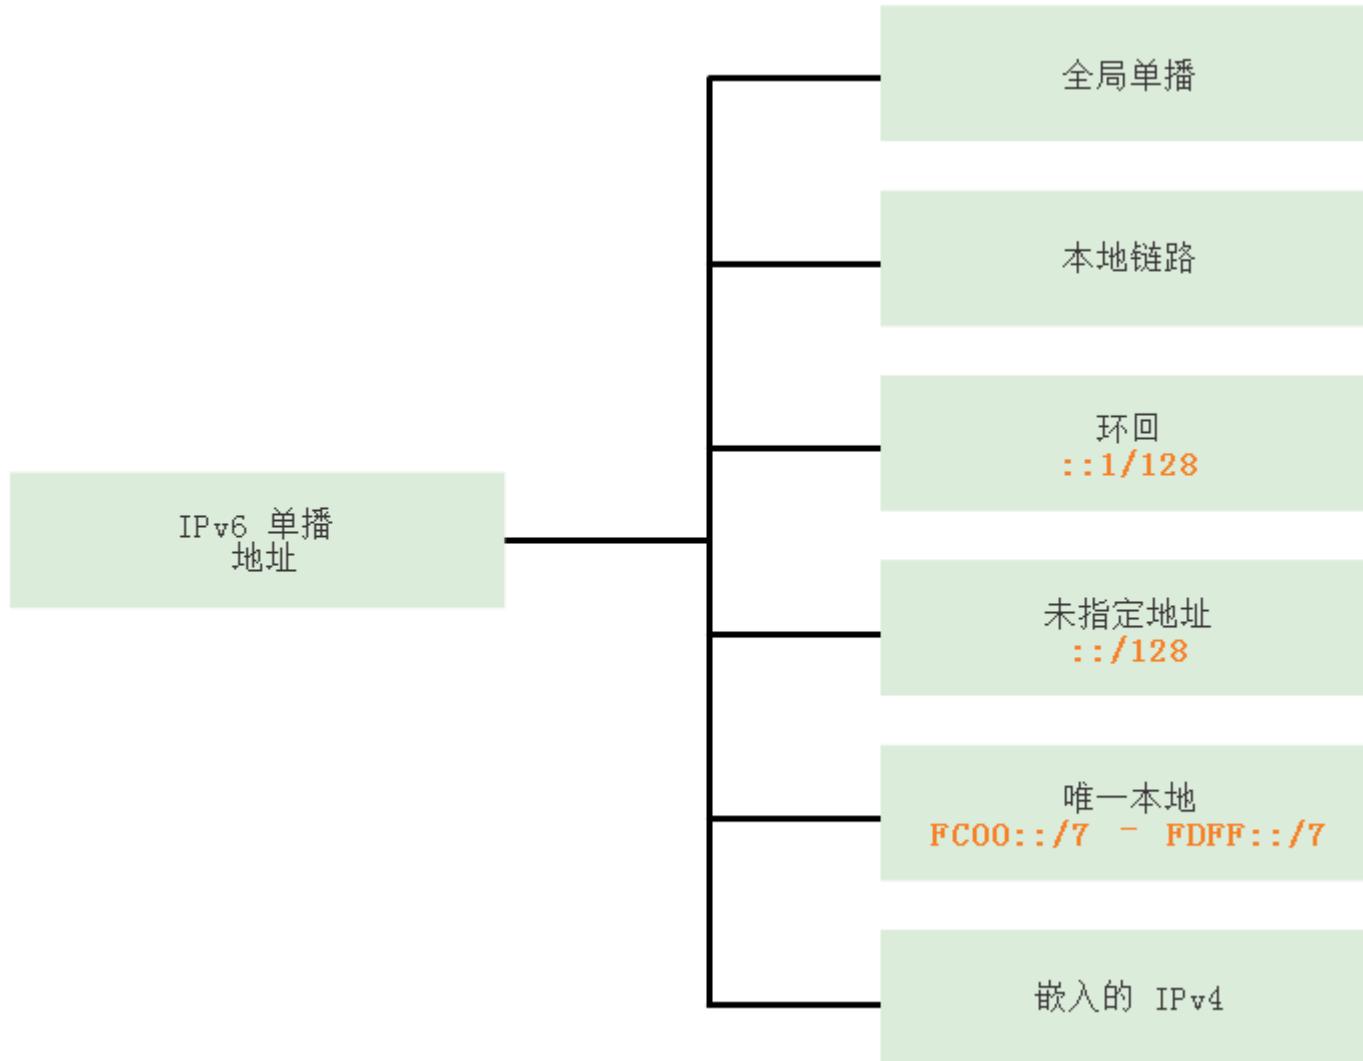 全局单播
本地链路
环回
::1/128
IPv6 单播
地址
未指定地址
::/128
唯一本地
FC00::/7 - FDFF::/7
嵌入的 IPv4